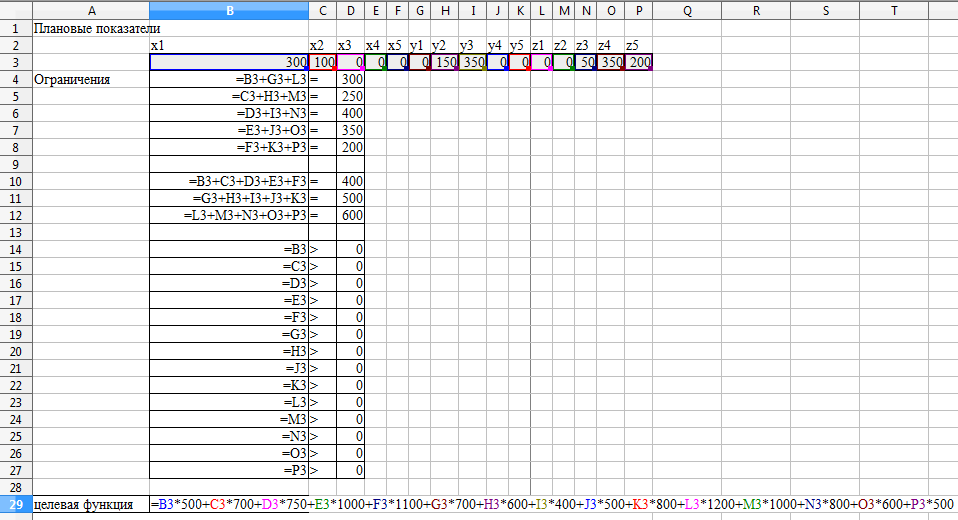 A B C D E F G H I J K L M N O P Q R S T
1 Плановые показатели
2 x1 x2 x3 x4 x5 y1 y2 y3 y4 y5 z1 z2 z3 z4 z5
3 300 100 0 0 0 0 150 350 0 0 0 0 50 350 200
4 Ограничения =B3+G3+L3 = 300
5 =C3+H3+M3 = 250
6 =D3+I3+N3 = 400
7 =E3+J3+O3 = 350
8 =F3+K3+P3 = 200
9
10 =B3+C3+D3+E3+F3 = 400
11 =G3+H3+I3+J3+K3 = 500
12 =L3+M3+N3+O3+P3 = 600
13
14 =B3 > 0
15 =C3 > 0
16 =D3 > 0
17 =E3 > 0
18 =F3 > 0
19 =G3 > 0
20 =H3 > 0
21 =J3 > 0
22 =K3 > 0
23 =L3 > 0
24 =M3 > 0
25 =N3 > 0
26 =O3 > 0
27 =P3 > 0
28
29 целевая функция =B3*500+C3*700+D3*750+E3*1000+F3*1100+G3*700+H3*600+I3*400+J3*500+K3*800+L3*1200+M3*1000+N3*800+O3*600+P3*500